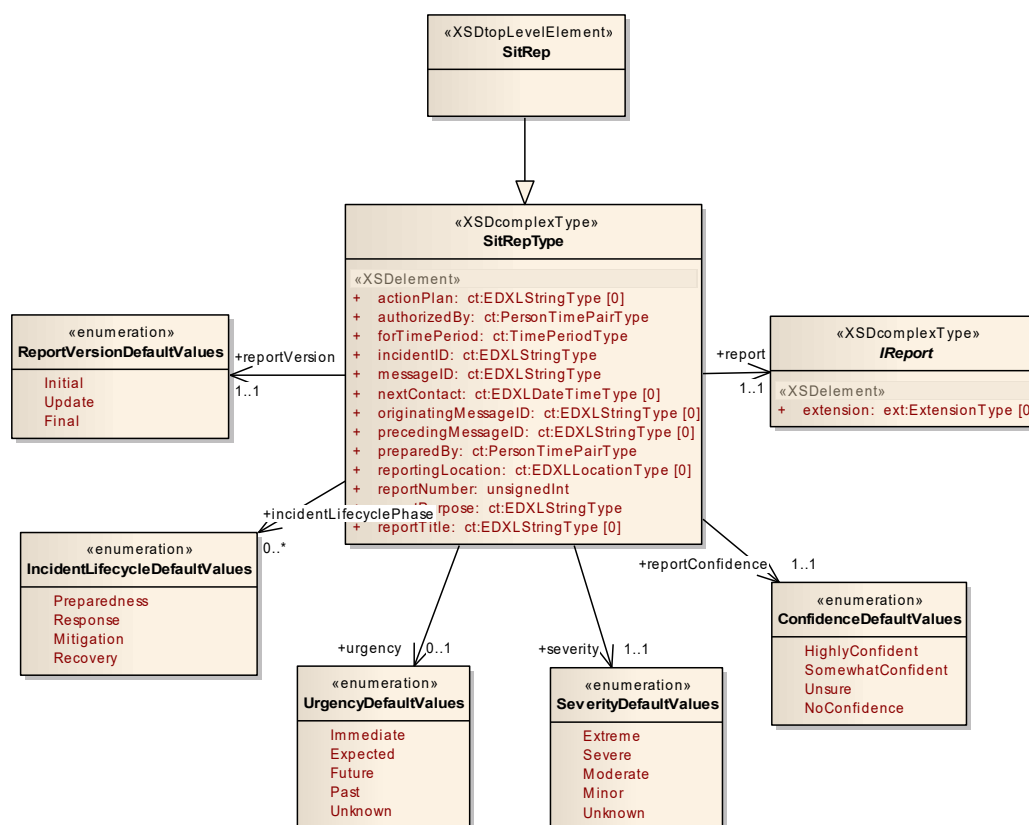 «XSDtopLevelElement»
SitRep
«XSDcomplexType»
SitRepType
«XSDelement»
+ actionPlan: ct:EDXLStringType [0]
+ authorizedBy: ct:PersonTimePairType
+ forTimePeriod: ct:TimePeriodType
+ incidentID: ct:EDXLStringType
+ messageID: ct:EDXLStringType
+ nextContact: ct:EDXLDateTimeType [0]
+ originatingMessageID: ct:EDXLStringType [0]
+ precedingMessageID: ct:EDXLStringType [0]
+ preparedBy: ct:PersonTimePairType
+ reportingLocation: ct:EDXLLocationType [0]
+ reportNumber: unsignedInt
+ ct:EDXLStringType
+ reportTitle: ct:EDXLStringType [0]
«enumeration»
ReportVersionDefaultValues
Initial
Update
Final
+reportVersion
1..1
+report
1..1
«XSDcomplexType»
IReport
«XSDelement»
+ extension: ext:ExtensionType [0
+incidentLifecyclePhase
0..*
«enumeration»
IncidentLifecycleDefaultValues
Preparedness
Response
Mitigation
Recovery
+urgency
0..1
«enumeration»
UrgencyDefaultValues
Immediate
Expected
Future
Past
Unknown
+severity
1..1
«enumeration»
SeverityDefaultValues
Extreme
Severe
Moderate
Minor
Unknown
+reportConfidence
1..1
«enumeration»
ConfidenceDefaultValues
HighlyConfident
SomewhatConfident
Unsure
NoConfidence